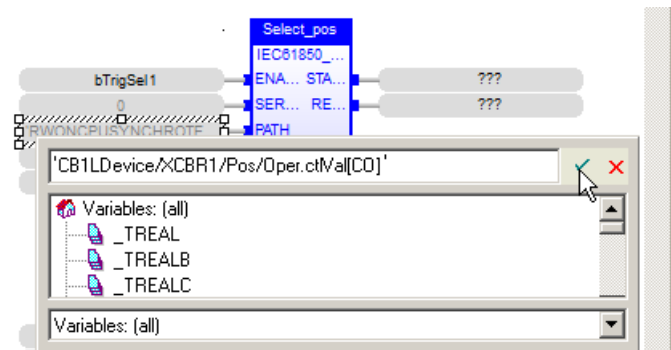 Select_pos
IEC61850_...
bTrigSel1 ENA... STA... ???
0 SER... RE... ???
'RWONCPUSYNCHROTE PATH
'CB1LDevice/XCBR1/Pos/Oper.ctlVal[CO]'
Variables: (all)
_TREAL
_TREALB
_TREALC
Variables: (all)